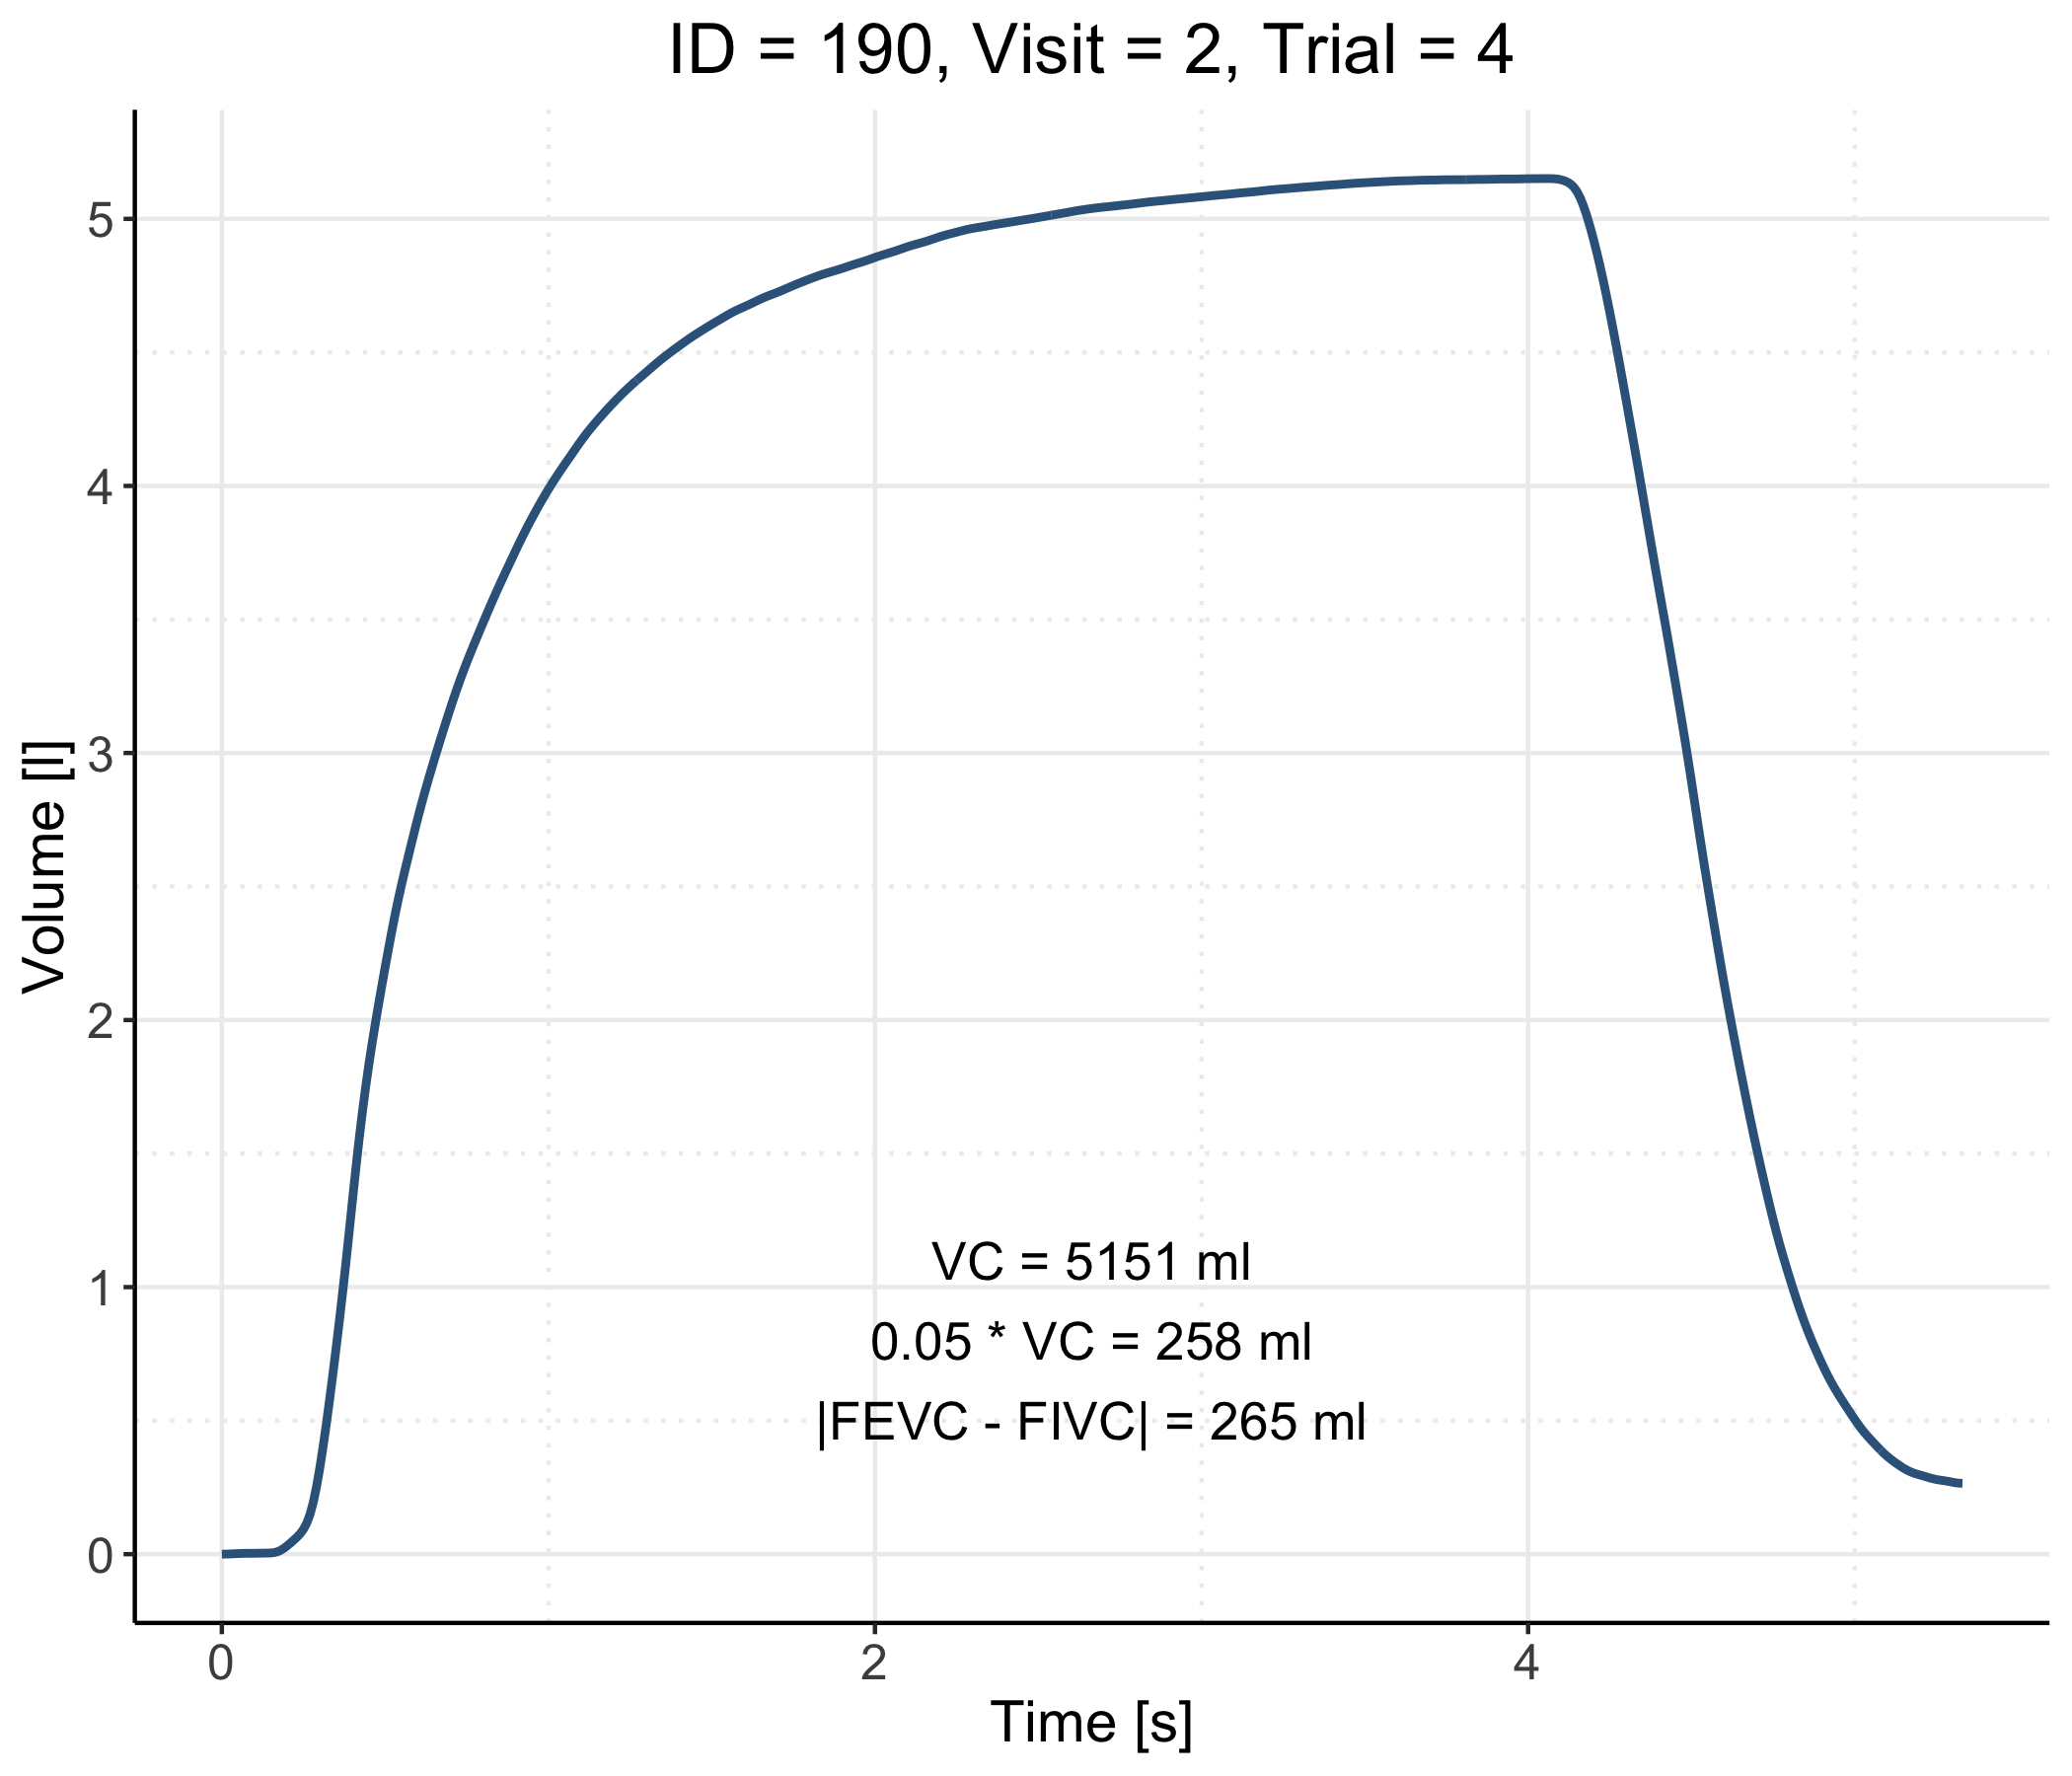 ID = 190, Visit = 2, Trial = 4
Volume [l]
5
4
3
2
1
0
VC = 5151 ml
0.05 * VC = 258 ml
|FEVC - FIVC| = 265 ml
0 2 4
Time [s]